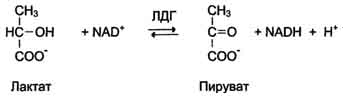 CH₃ ЛДГ CH₃
HC–OH + NAD⁺ ⇌ C=O + NADH + H⁺
COO⁻ COO⁻
Лактат Пируват